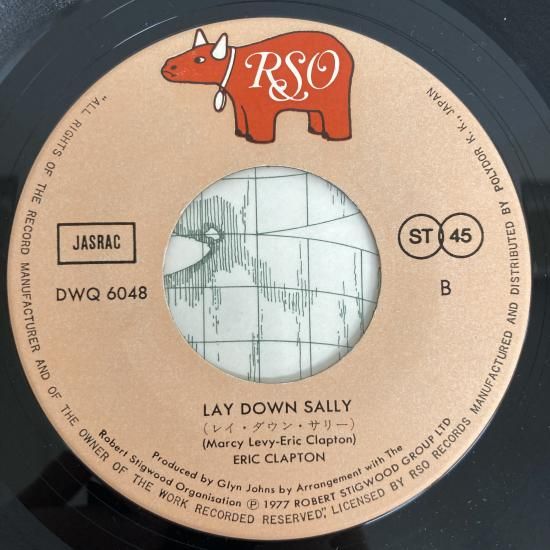 RSO
JASRAC
ST 45
DWQ 6048
B
LAY DOWN SALLY
(レイ・ダウン・サリー)
(Marcy Levy-Eric Clapton)
ERIC CLAPTON
Produced by Glyn Johns by Arrangement with The
Robert Stigwood Organisation ℗ 1977 ROBERT STIGWOOD GROUP LTD
"ALL RIGHTS OF THE RECORD MANUFACTURER AND OF THE OWNER OF THE WORK RECORDED RESERVED," LICENSED BY RSO RECORDS MANUFACTURED AND DISTRIBUTED BY POLYDOR K. K., JAPAN